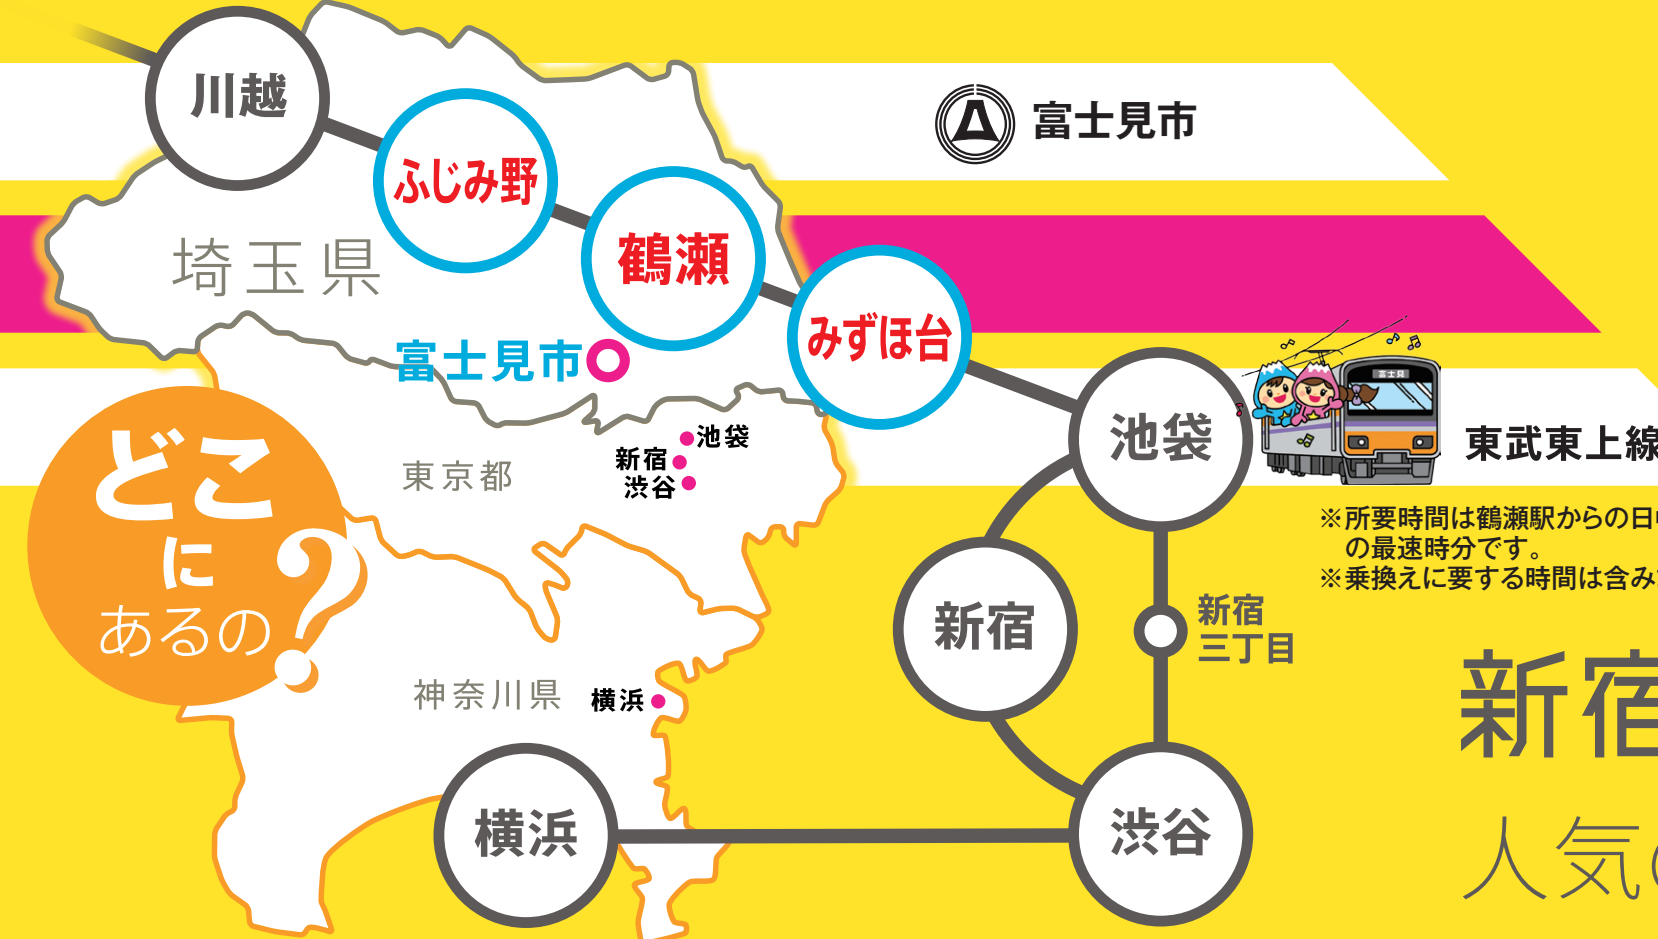 川越
ふじみ野
鶴瀬
みずほ台
富士見市
埼玉県
富士見市
富士見
東武東上線
池袋
池袋
新宿
渋谷
東京都
どこ
に
あるの?
※所要時間は鶴瀬駅からの日
の最速時分です。
※乗換えに要する時間は含み
新宿
新宿
三丁目
神奈川県
横浜
横浜
渋谷
新宿
人気